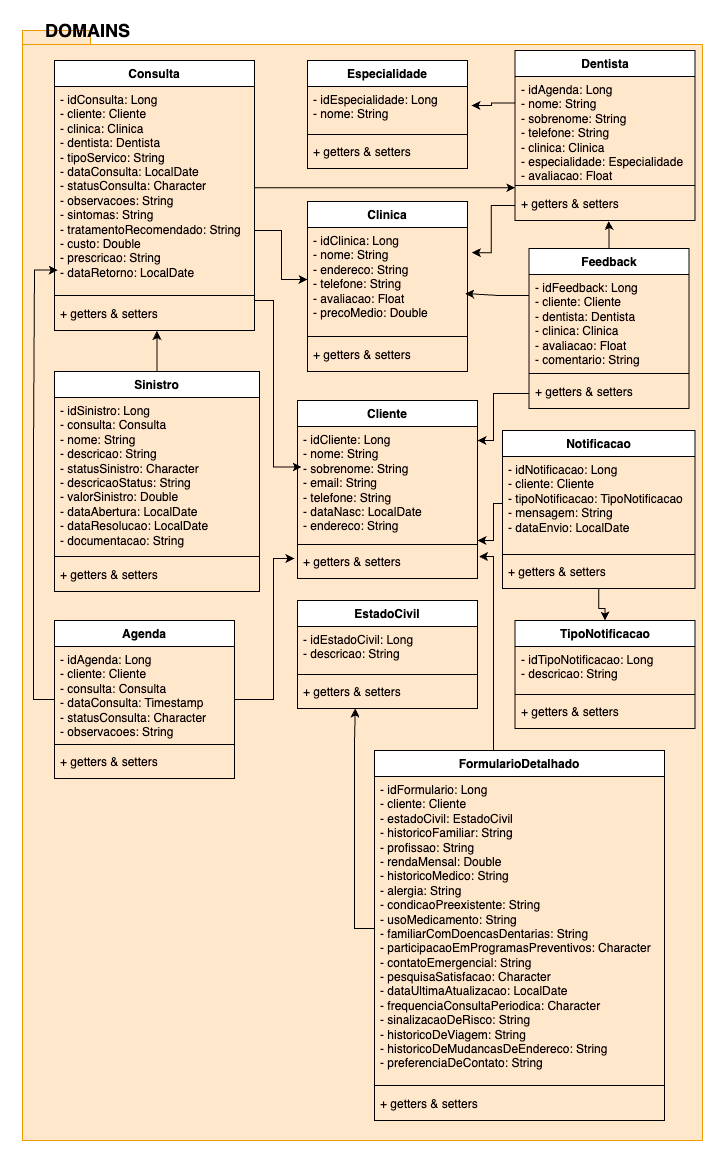 DOMAINS
Consulta
- idConsulta: Long
- cliente: Cliente
- clinica: Clinica
- dentista: Dentista
- tipoServico: String
- dataConsulta: LocalDate
- statusConsulta: Character
- observacoes: String
- sintomas: String
- tratamentoRecomendado: String
- custo: Double
- prescricao: String
- dataRetorno: LocalDate
+ getters & setters
Especialidade
- idEspecialidade: Long
- nome: String
+ getters & setters
Dentista
- idAgenda: Long
- nome: String
- sobrenome: String
- telefone: String
- clinica: Clinica
- especialidade: Especialidade
- avaliacao: Float
+ getters & setters
Clinica
- idClinica: Long
- nome: String
- endereco: String
- telefone: String
- avaliacao: Float
- precoMedio: Double
+ getters & setters
Feedback
- idFeedback: Long
- cliente: Cliente
- dentista: Dentista
- clinica: Clinica
- avaliacao: Float
- comentario: String
+ getters & setters
Sinistro
- idSinistro: Long
- consulta: Consulta
- nome: String
- descricao: String
- statusSinistro: Character
- descricaoStatus: String
- valorSinistro: Double
- dataAbertura: LocalDate
- dataResolucao: LocalDate
- documentacao: String
+ getters & setters
Cliente
- idCliente: Long
- nome: String
- sobrenome: String
- email: String
- telefone: String
- dataNasc: LocalDate
- endereco: String
+ getters & setters
Notificacao
- idNotificacao: Long
- cliente: Cliente
- tipoNotificacao: TipoNotificacao
- mensagem: String
- dataEnvio: LocalDate
+ getters & setters
Agenda
- idAgenda: Long
- cliente: Cliente
- consulta: Consulta
- dataConsulta: Timestamp
- statusConsulta: Character
- observacoes: String
+ getters & setters
EstadoCivil
- idEstadoCivil: Long
- descricao: String
+ getters & setters
TipoNotificacao
- idTipoNotificacao: Long
- descricao: String
+ getters & setters
FormularioDetalhado
- idFormulario: Long
- cliente: Cliente
- estadoCivil: EstadoCivil
- historicoFamiliar: String
- profissao: String
- rendaMensal: Double
- historicoMedico: String
- alergia: String
- condicaoPreexistente: String
- usoMedicamento: String
- familiarComDoencasDentarias: String
- participacaoEmProgramasPreventivos: Character
- contatoEmergencial: String
- pesquisaSatisfacao: Character
- dataUltimaAtualizacao: LocalDate
- frequenciaConsultaPeriodica: Character
- sinalizacaoDeRisco: String
- historicoDeViagem: String
- historicoDeMudancasDeEndereco: String
- preferenciaDeContato: String
+ getters & setters